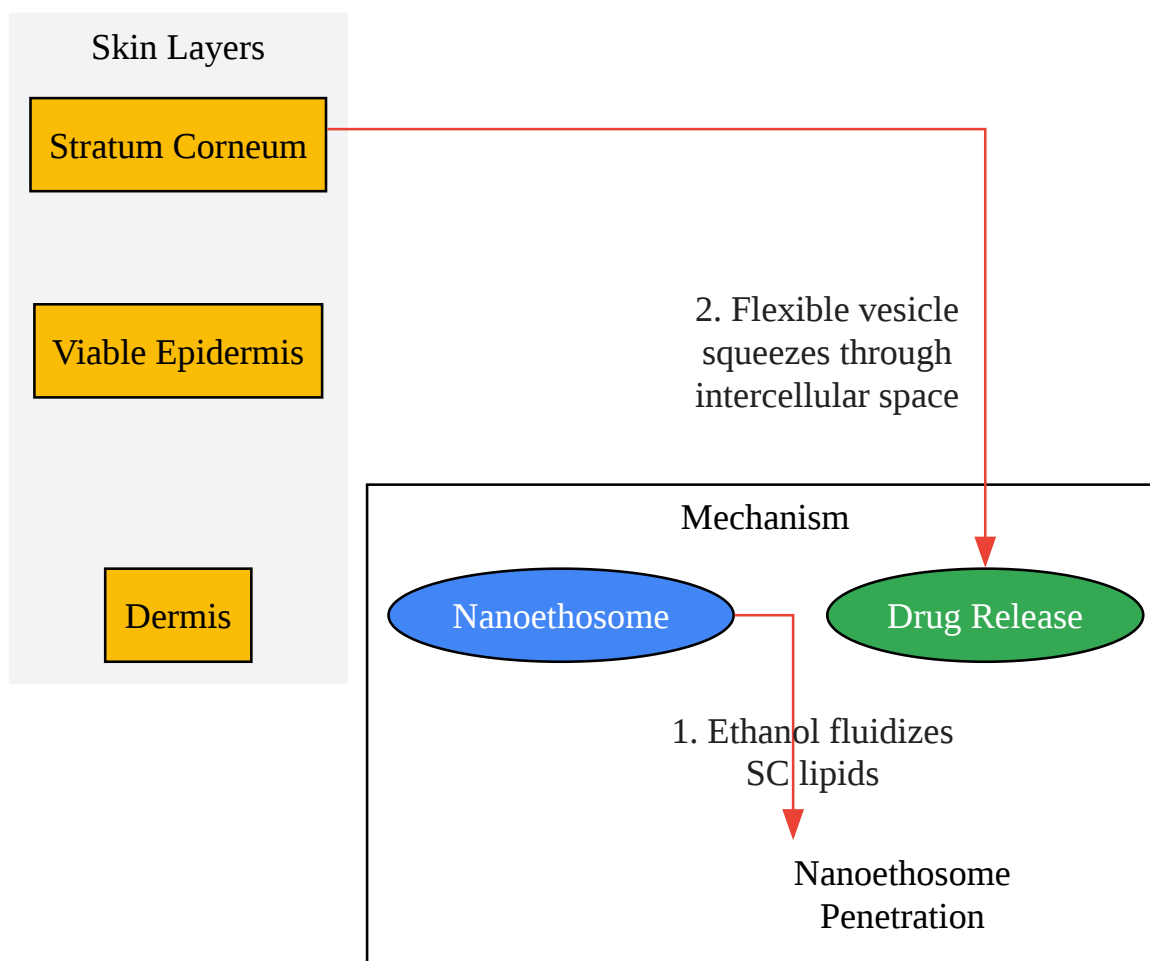 Skin Layers
Stratum Corneum
Viable Epidermis
Dermis
2. Flexible vesicle
squeezes through
intercellular space
Mechanism
Nanoethosome
Drug Release
1. Ethanol fluidizes
SC lipids
Nanoethosome
Penetration